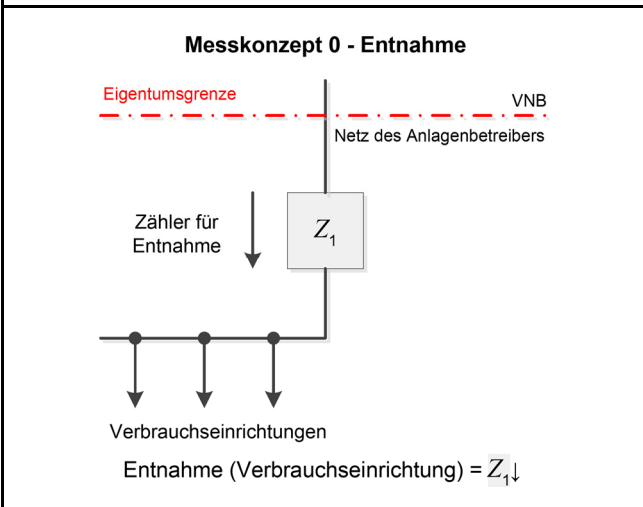 Messkonzept 0 - Entnahme
Eigentumsgrenze
VNB
Netz des Anlagenbetreibers
Zähler für
Entnahme
Z₁
Verbrauchseinrichtungen
Entnahme (Verbrauchseinrichtung) = Z₁↓